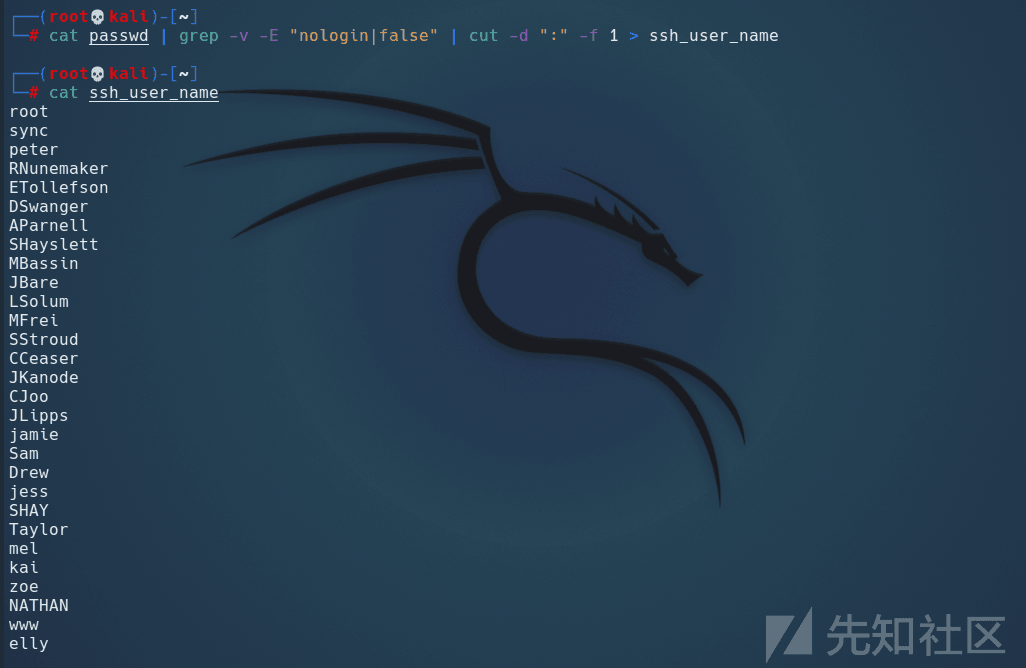 ┌──(root💀kali)-[~]
└─# cat passwd | grep -v -E "nologin|false" | cut -d ":" -f 1 > ssh_user_name
┌──(root💀kali)-[~]
└─# cat ssh_user_name
root
sync
peter
RNunemaker
ETollefson
DSwanger
AParnell
SHayslett
MBassin
JBare
LSolum
MFrei
SStroud
CCeaser
JKanode
CJoo
JLipps
jamie
Sam
Drew
jess
SHAY
Taylor
mel
kai
zoe
NATHAN
www
elly
先知社区